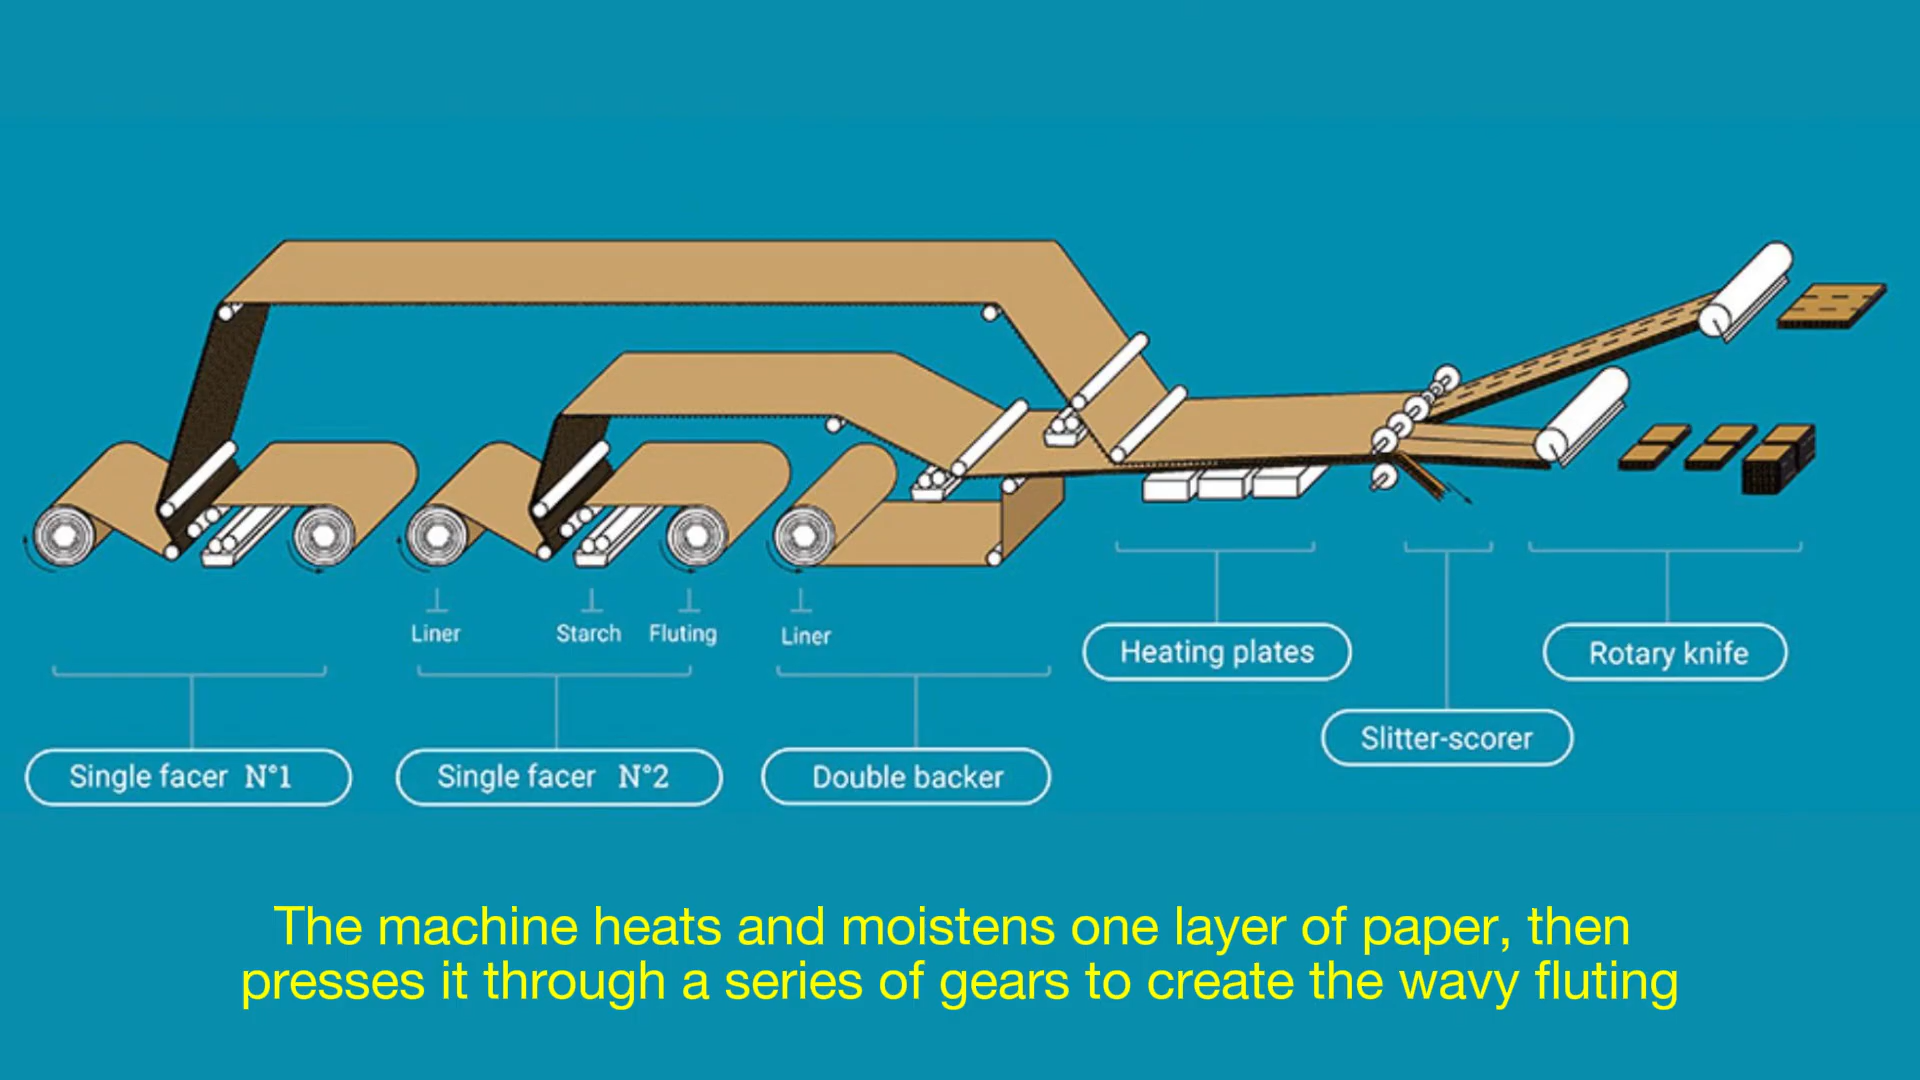 Liner
Starch
Fluting
Liner
Heating plates
Rotary knife
Slitter-scorer
Single facer N°1
Single facer N°2
Double backer
The machine heats and moistens one layer of paper, then
presses it through a series of gears to create the wavy fluting